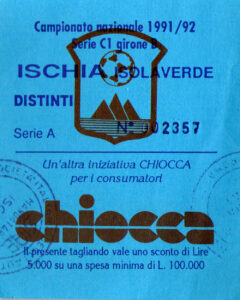 Campionato nazionale 1991/92
Serie C1 girone B
ISCHIA ISOLAVERDE
DISTINTI
Serie A
N° 002357
Un'altra iniziativa CHIOCCA
per i consumatori
chiocca
Il presente tagliando vale uno sconto di Lire
5.000 su una spesa minima di L. 100.000